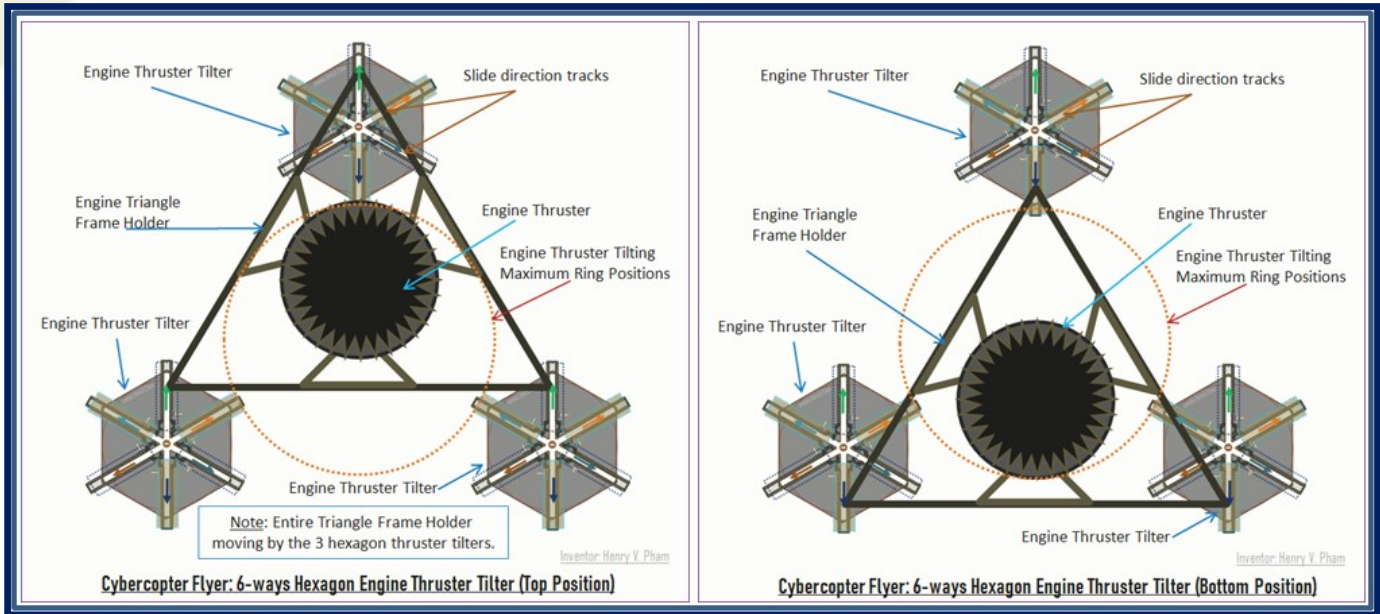 Engine Thruster Tilter
Slide direction tracks
Engine Triangle
Frame Holder
Engine Thruster
Engine Thruster Tilting
Maximum Ring Positions
Engine Thruster Tilter
Engine Thruster Tilter
Note: Entire Triangle Frame Holder
moving by the 3 hexagon thruster tilters.
Inventor: Henry V. Pham
Cybercopter Flyer: 6-ways Hexagon Engine Thruster Tilter (Top Position)
Engine Thruster Tilter
Slide direction tracks
Engine Triangle
Frame Holder
Engine Thruster
Engine Thruster Tilting
Maximum Ring Positions
Engine Thruster Tilter
Engine Thruster Tilter
Inventor: Henry V. Pham
Cybercopter Flyer: 6-ways Hexagon Engine Thruster Tilter (Bottom Position)